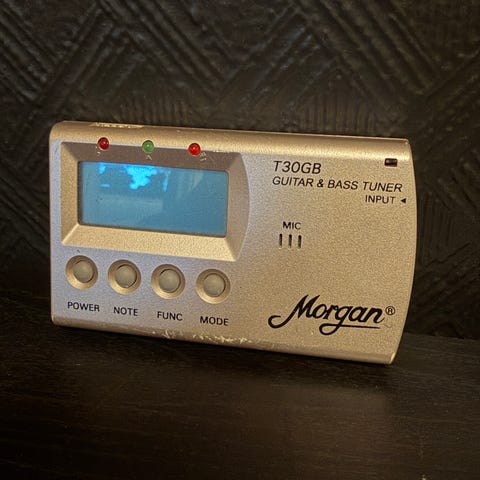 T30GB
GUITAR & BASS TUNER
INPUT ◄
MIC
POWER NOTE FUNC MODE
Morgan®